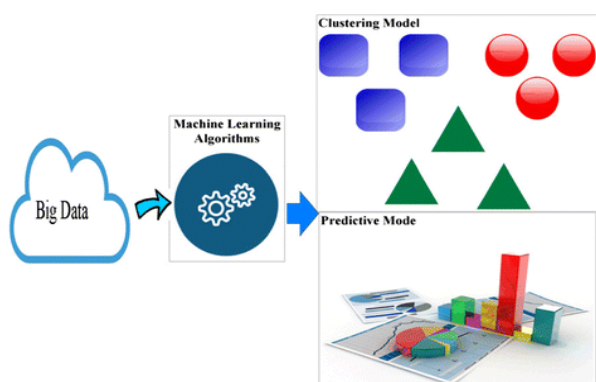 Clustering Model
Machine Learning
Algorithms
Big Data
Predictive Mode